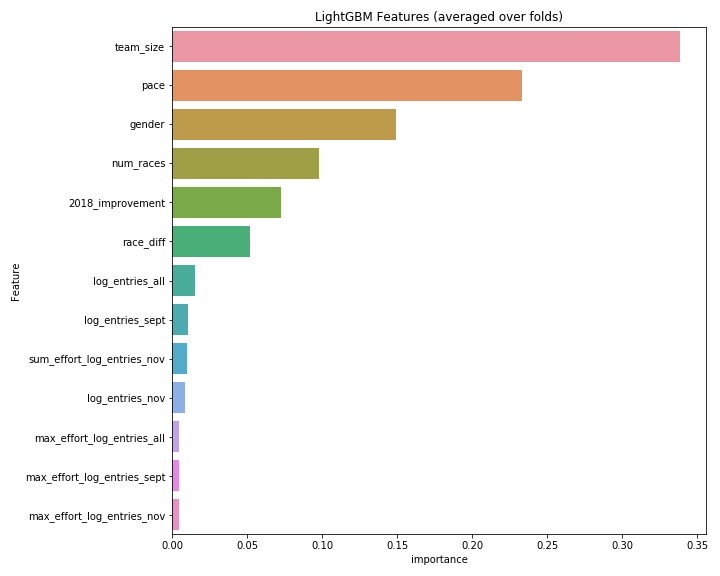 LightGBM Features (averaged over folds)
team_size
pace
gender
num_races
2018_improvement
race_diff
log_entries_all
log_entries_sept
sum_effort_log_entries_nov
log_entries_nov
max_effort_log_entries_all
max_effort_log_entries_sept
max_effort_log_entries_nov
Feature
0.00 0.05 0.10 0.15 0.20 0.25 0.30 0.35
importance